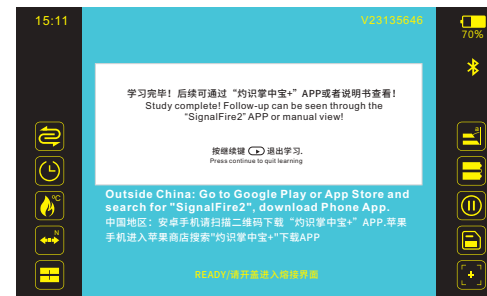 15:11
V23135646
70%
学习完毕！后续可通过“灼识掌中宝+”APP或者说明书查看！
Study complete! Follow-up can be seen through the
“SignalFire2” APP or manual view!
按继续键 退出学习.
Press continue to quit learning
Outside China: Go to Google Play or App Store and
search for "SignalFire2", download Phone App.
中国地区：安卓手机请扫描二维码下载“灼识掌中宝+”APP.苹果
手机进入苹果商店搜索"灼识掌中宝+"下载APP
READY/请开盖进入熔接界面
℃
N
a